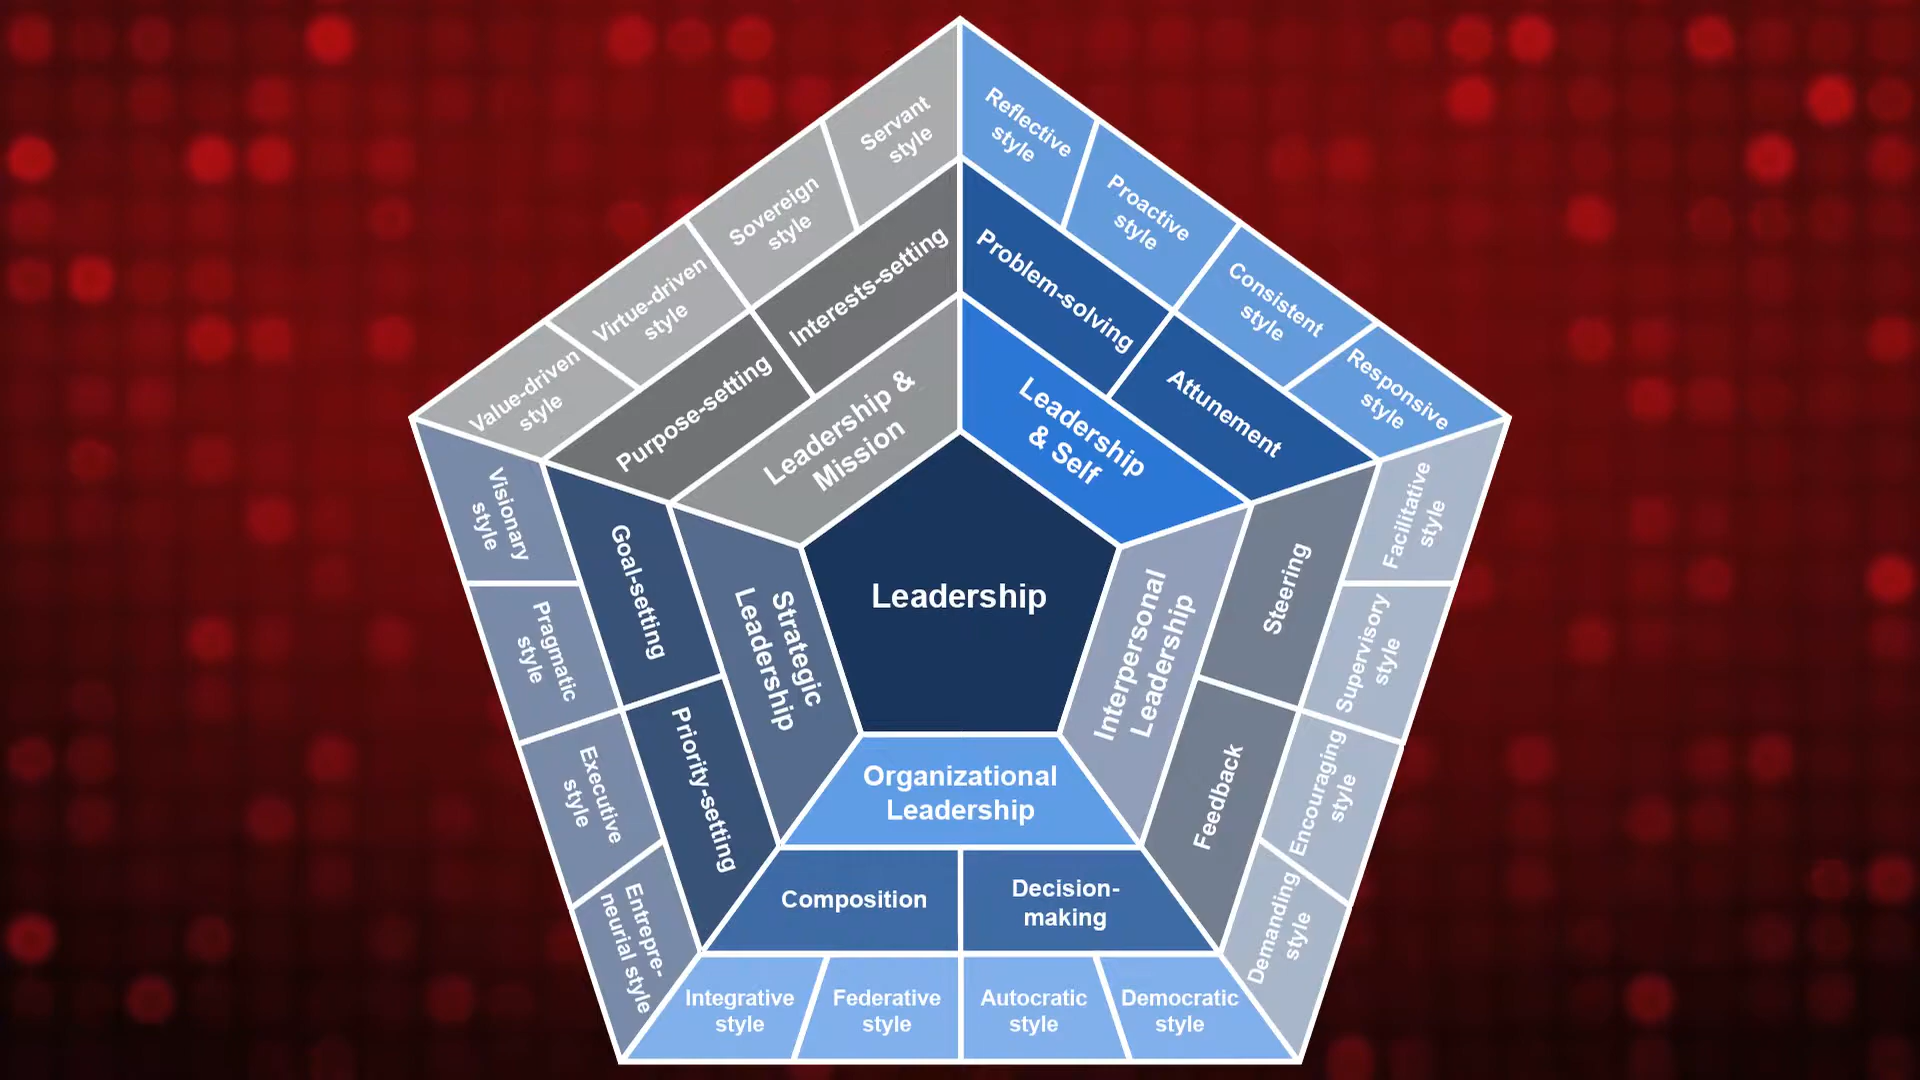 Servant
style
Sovereign
style
Virtue-driven
style
Value-driven
style
Interests-setting
Purpose-setting
Leadership &
Mission
Reflective
style
Proactive
style
Consistent
style
Responsive
style
Problem-solving
Attunement
Leadership
& Self
Visionary
style
Pragmatic
style
Executive
style
Entrepre-
neurial style
Goal-setting
Priority-setting
Strategic
Leadership
Leadership
Interpersonal
Leadership
Steering
Feedback
Facilitative
style
Supervisory
style
Encouraging
style
Demanding
style
Organizational
Leadership
Composition
Decision-
making
Integrative
style
Federative
style
Autocratic
style
Democratic
style